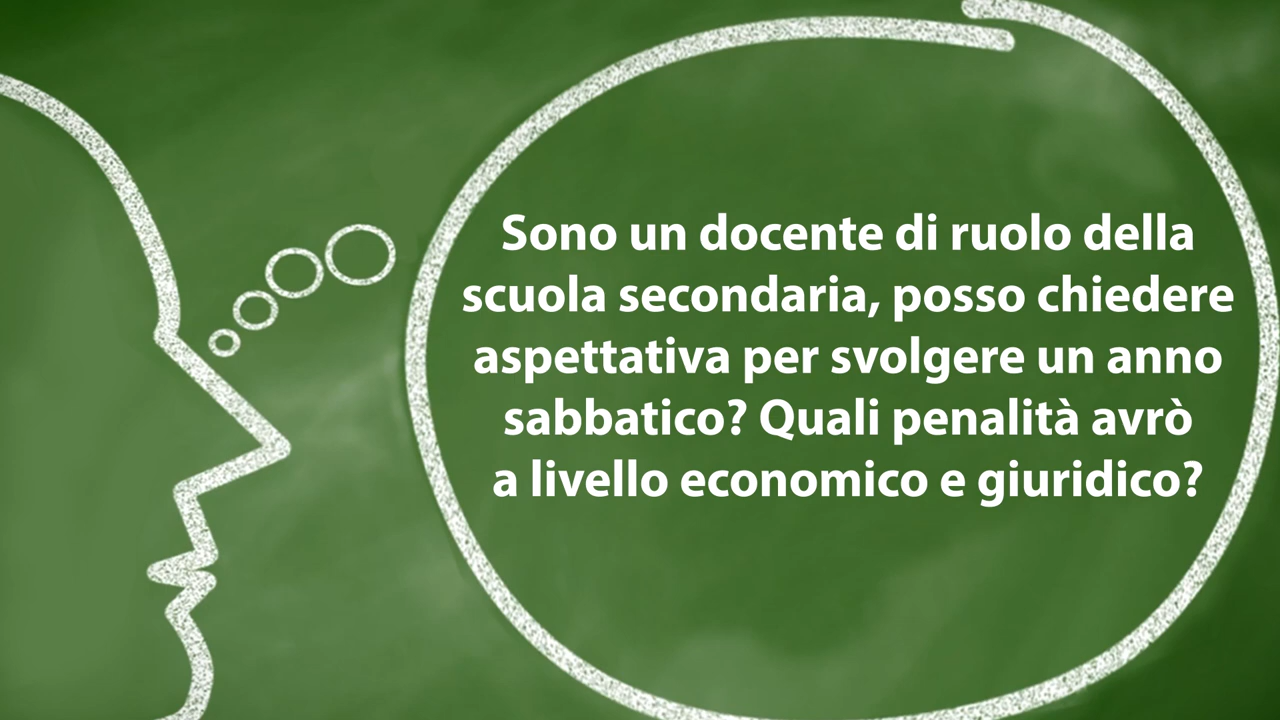 Sono un docente di ruolo della
scuola secondaria, posso chiedere
aspettativa per svolgere un anno
sabbatico? Quali penalità avrò
a livello economico e giuridico?